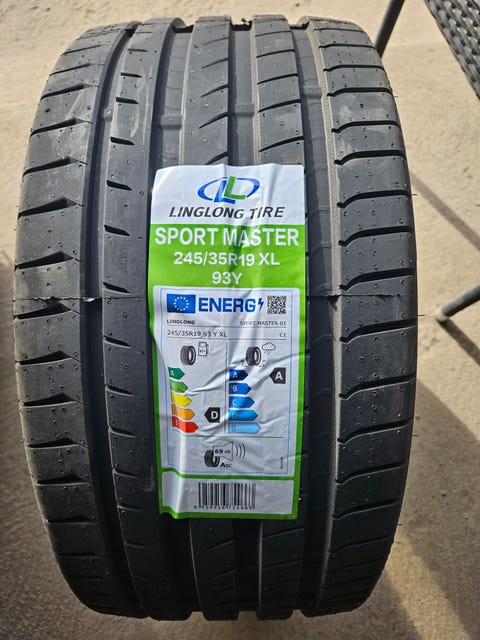 LINGLONG TIRE
SPORT MASTER
245/35R19 XL
93Y
ENERG
LINGLONG
SPORT MASTER-01
245/35R19 93 Y XL
C1
A
A
B
A
C
D
D
E
E
69 dB
ABC